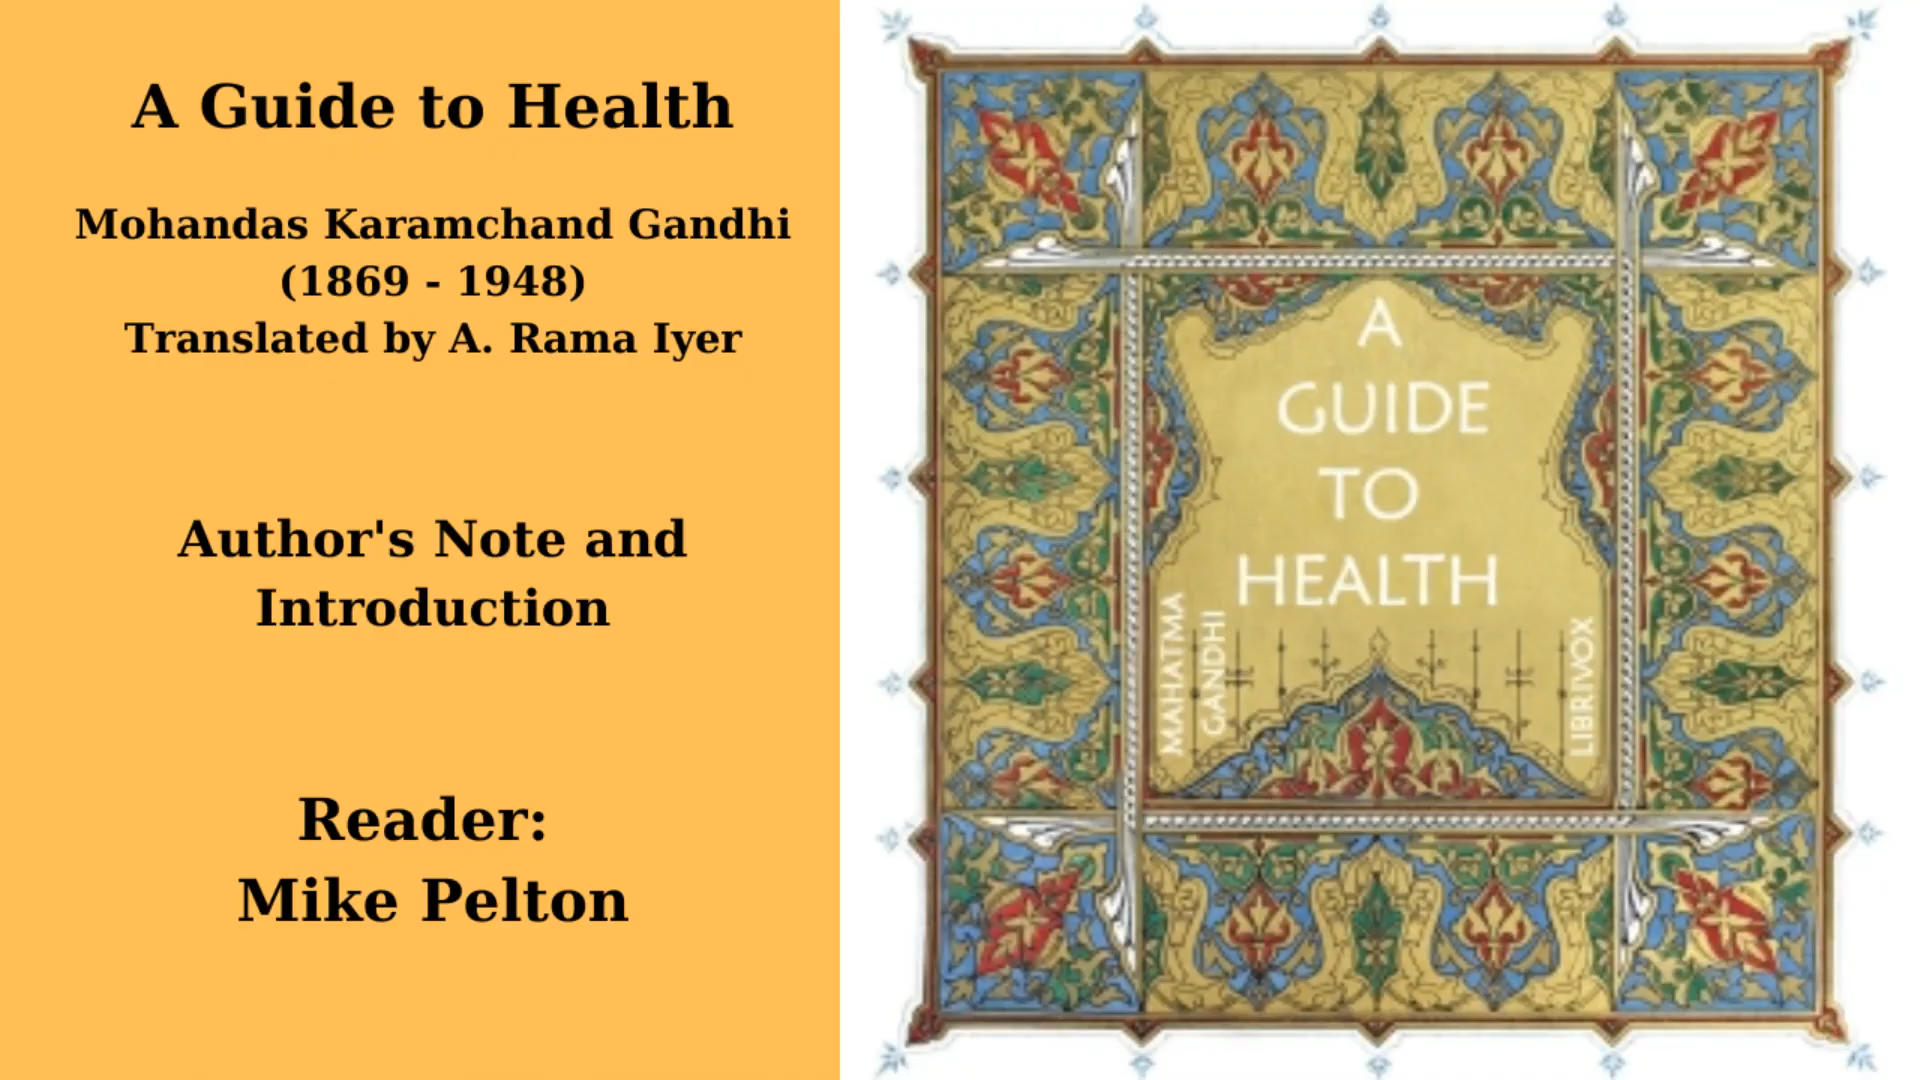 A Guide to Health
Mohandas Karamchand Gandhi
(1869 - 1948)
Translated by A. Rama Iyer
Author's Note and
Introduction
Reader:
Mike Pelton
A
GUIDE
TO
HEALTH
MAHATMA
GANDHI
LIBRIVOX